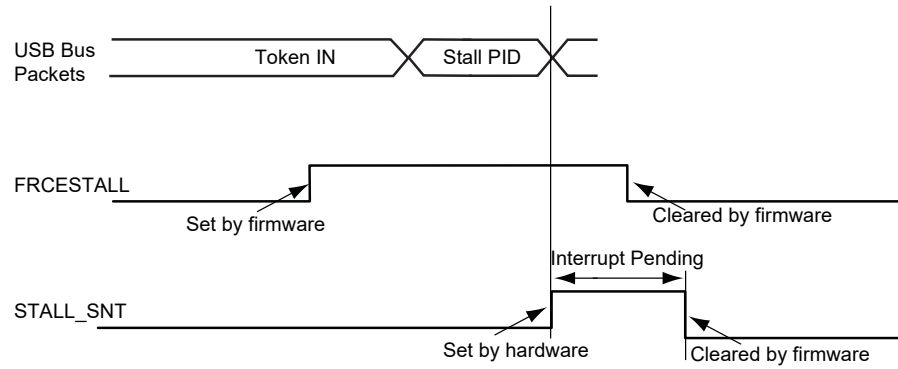 USB Bus
Packets
Token IN
Stall PID
FRCESTALL
Set by firmware
Cleared by firmware
Interrupt Pending
STALL_SNT
Set by hardware
Cleared by firmware